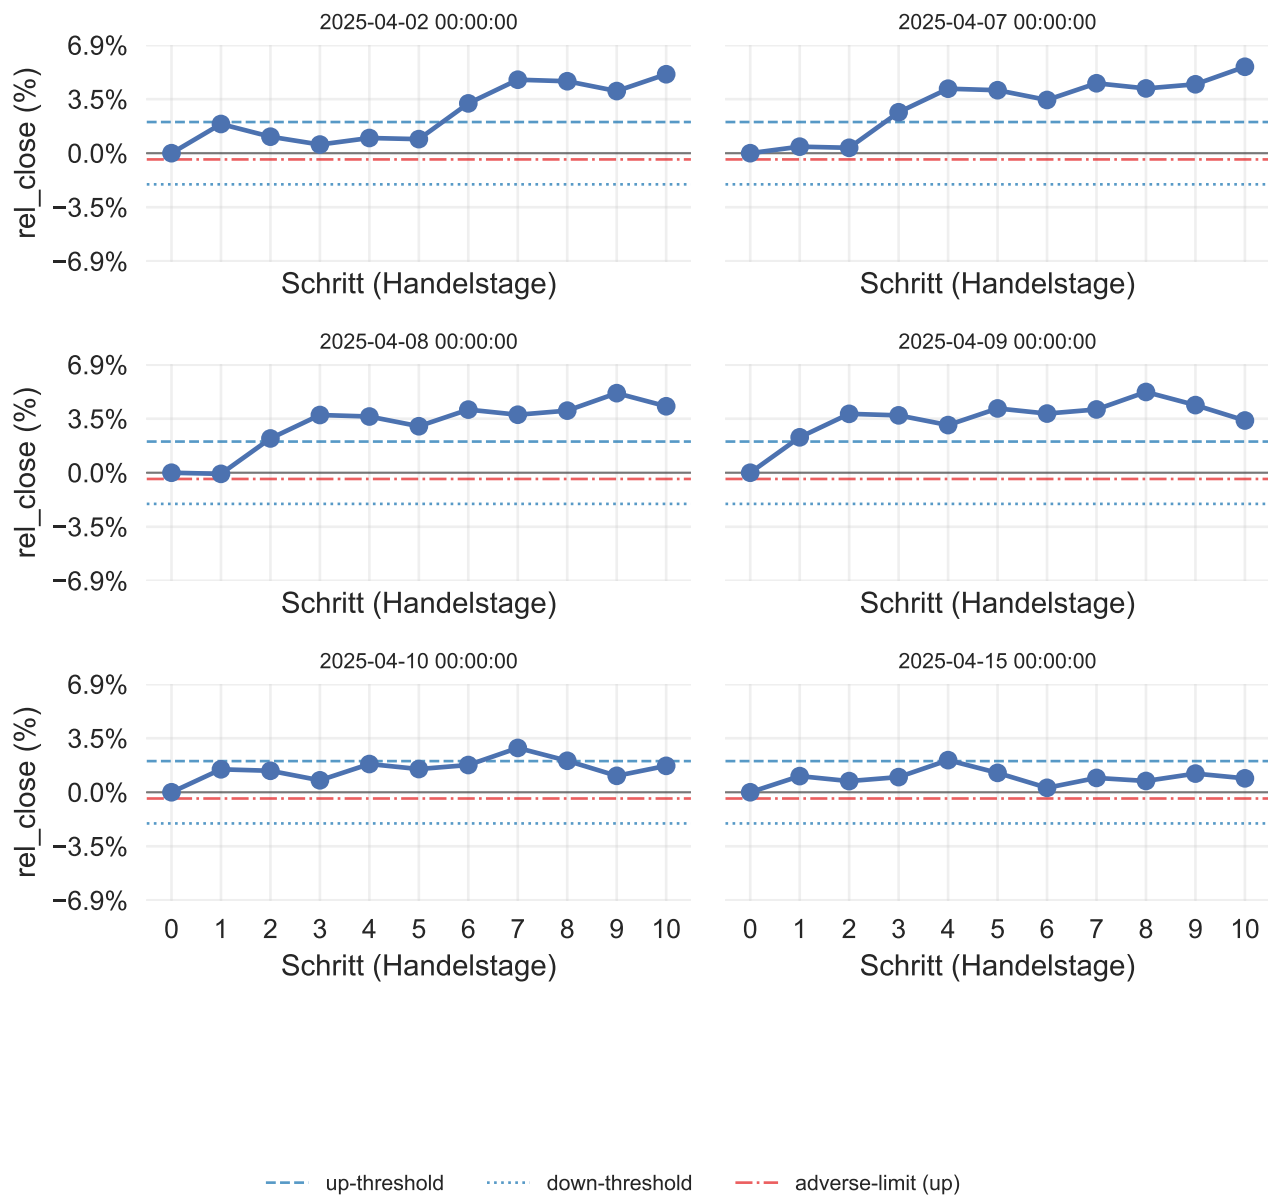 2025-04-02 00:00:00
2025-04-07 00:00:00
6.9%
3.5%
0.0%
−3.5%
−6.9%
rel_close (%)
Schritt (Handelstage)
Schritt (Handelstage)
2025-04-08 00:00:00
2025-04-09 00:00:00
6.9%
3.5%
0.0%
−3.5%
−6.9%
rel_close (%)
Schritt (Handelstage)
Schritt (Handelstage)
2025-04-10 00:00:00
2025-04-15 00:00:00
6.9%
3.5%
0.0%
−3.5%
−6.9%
rel_close (%)
0 1 2 3 4 5 6 7 8 9 10
0 1 2 3 4 5 6 7 8 9 10
Schritt (Handelstage)
Schritt (Handelstage)
up-threshold down-threshold adverse-limit (up)